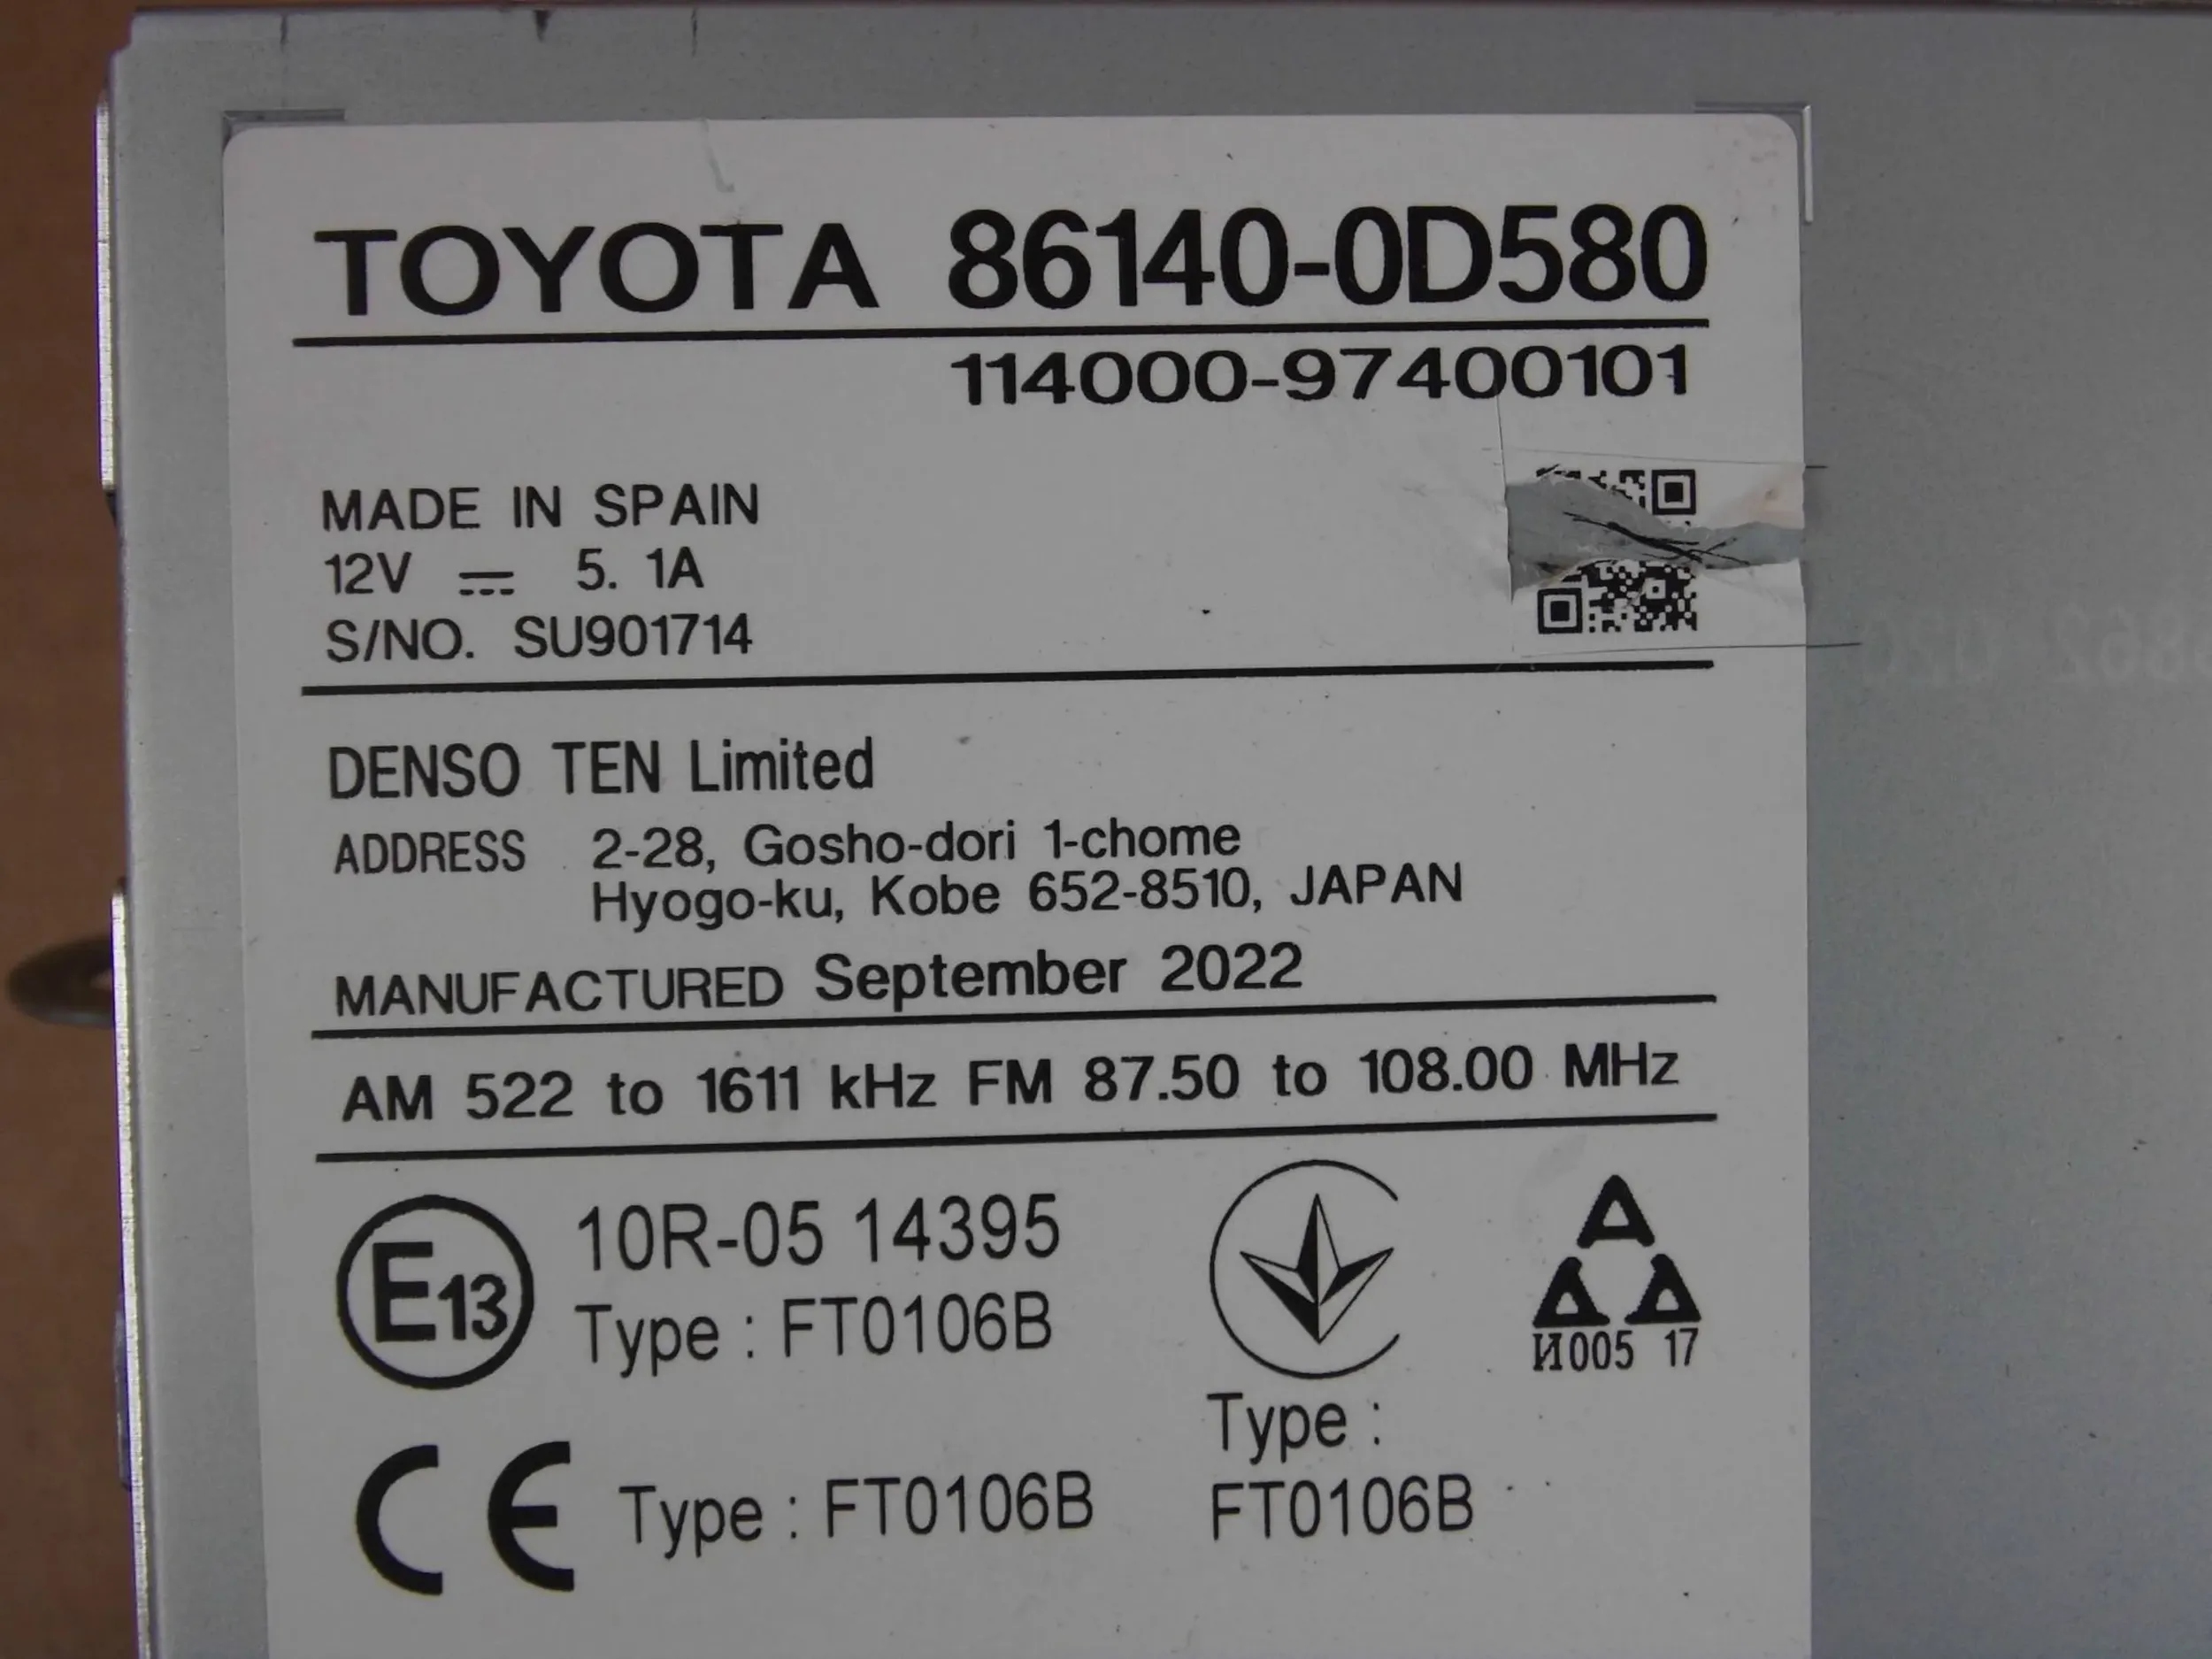 TOYOTA 86140-0D580
114000-97400101
MADE IN SPAIN
12V ⎓ 5. 1A
S/NO. SU901714
DENSO TEN Limited
ADDRESS 2-28, Gosho-dori 1-chome
Hyogo-ku, Kobe 652-8510, JAPAN
MANUFACTURED September 2022
AM 522 to 1611 kHz FM 87.50 to 108.00 MHz
E13 10R-05 14395
Type : FT0106B
A
И005 17
CE Type : FT0106B
Type :
FT0106B